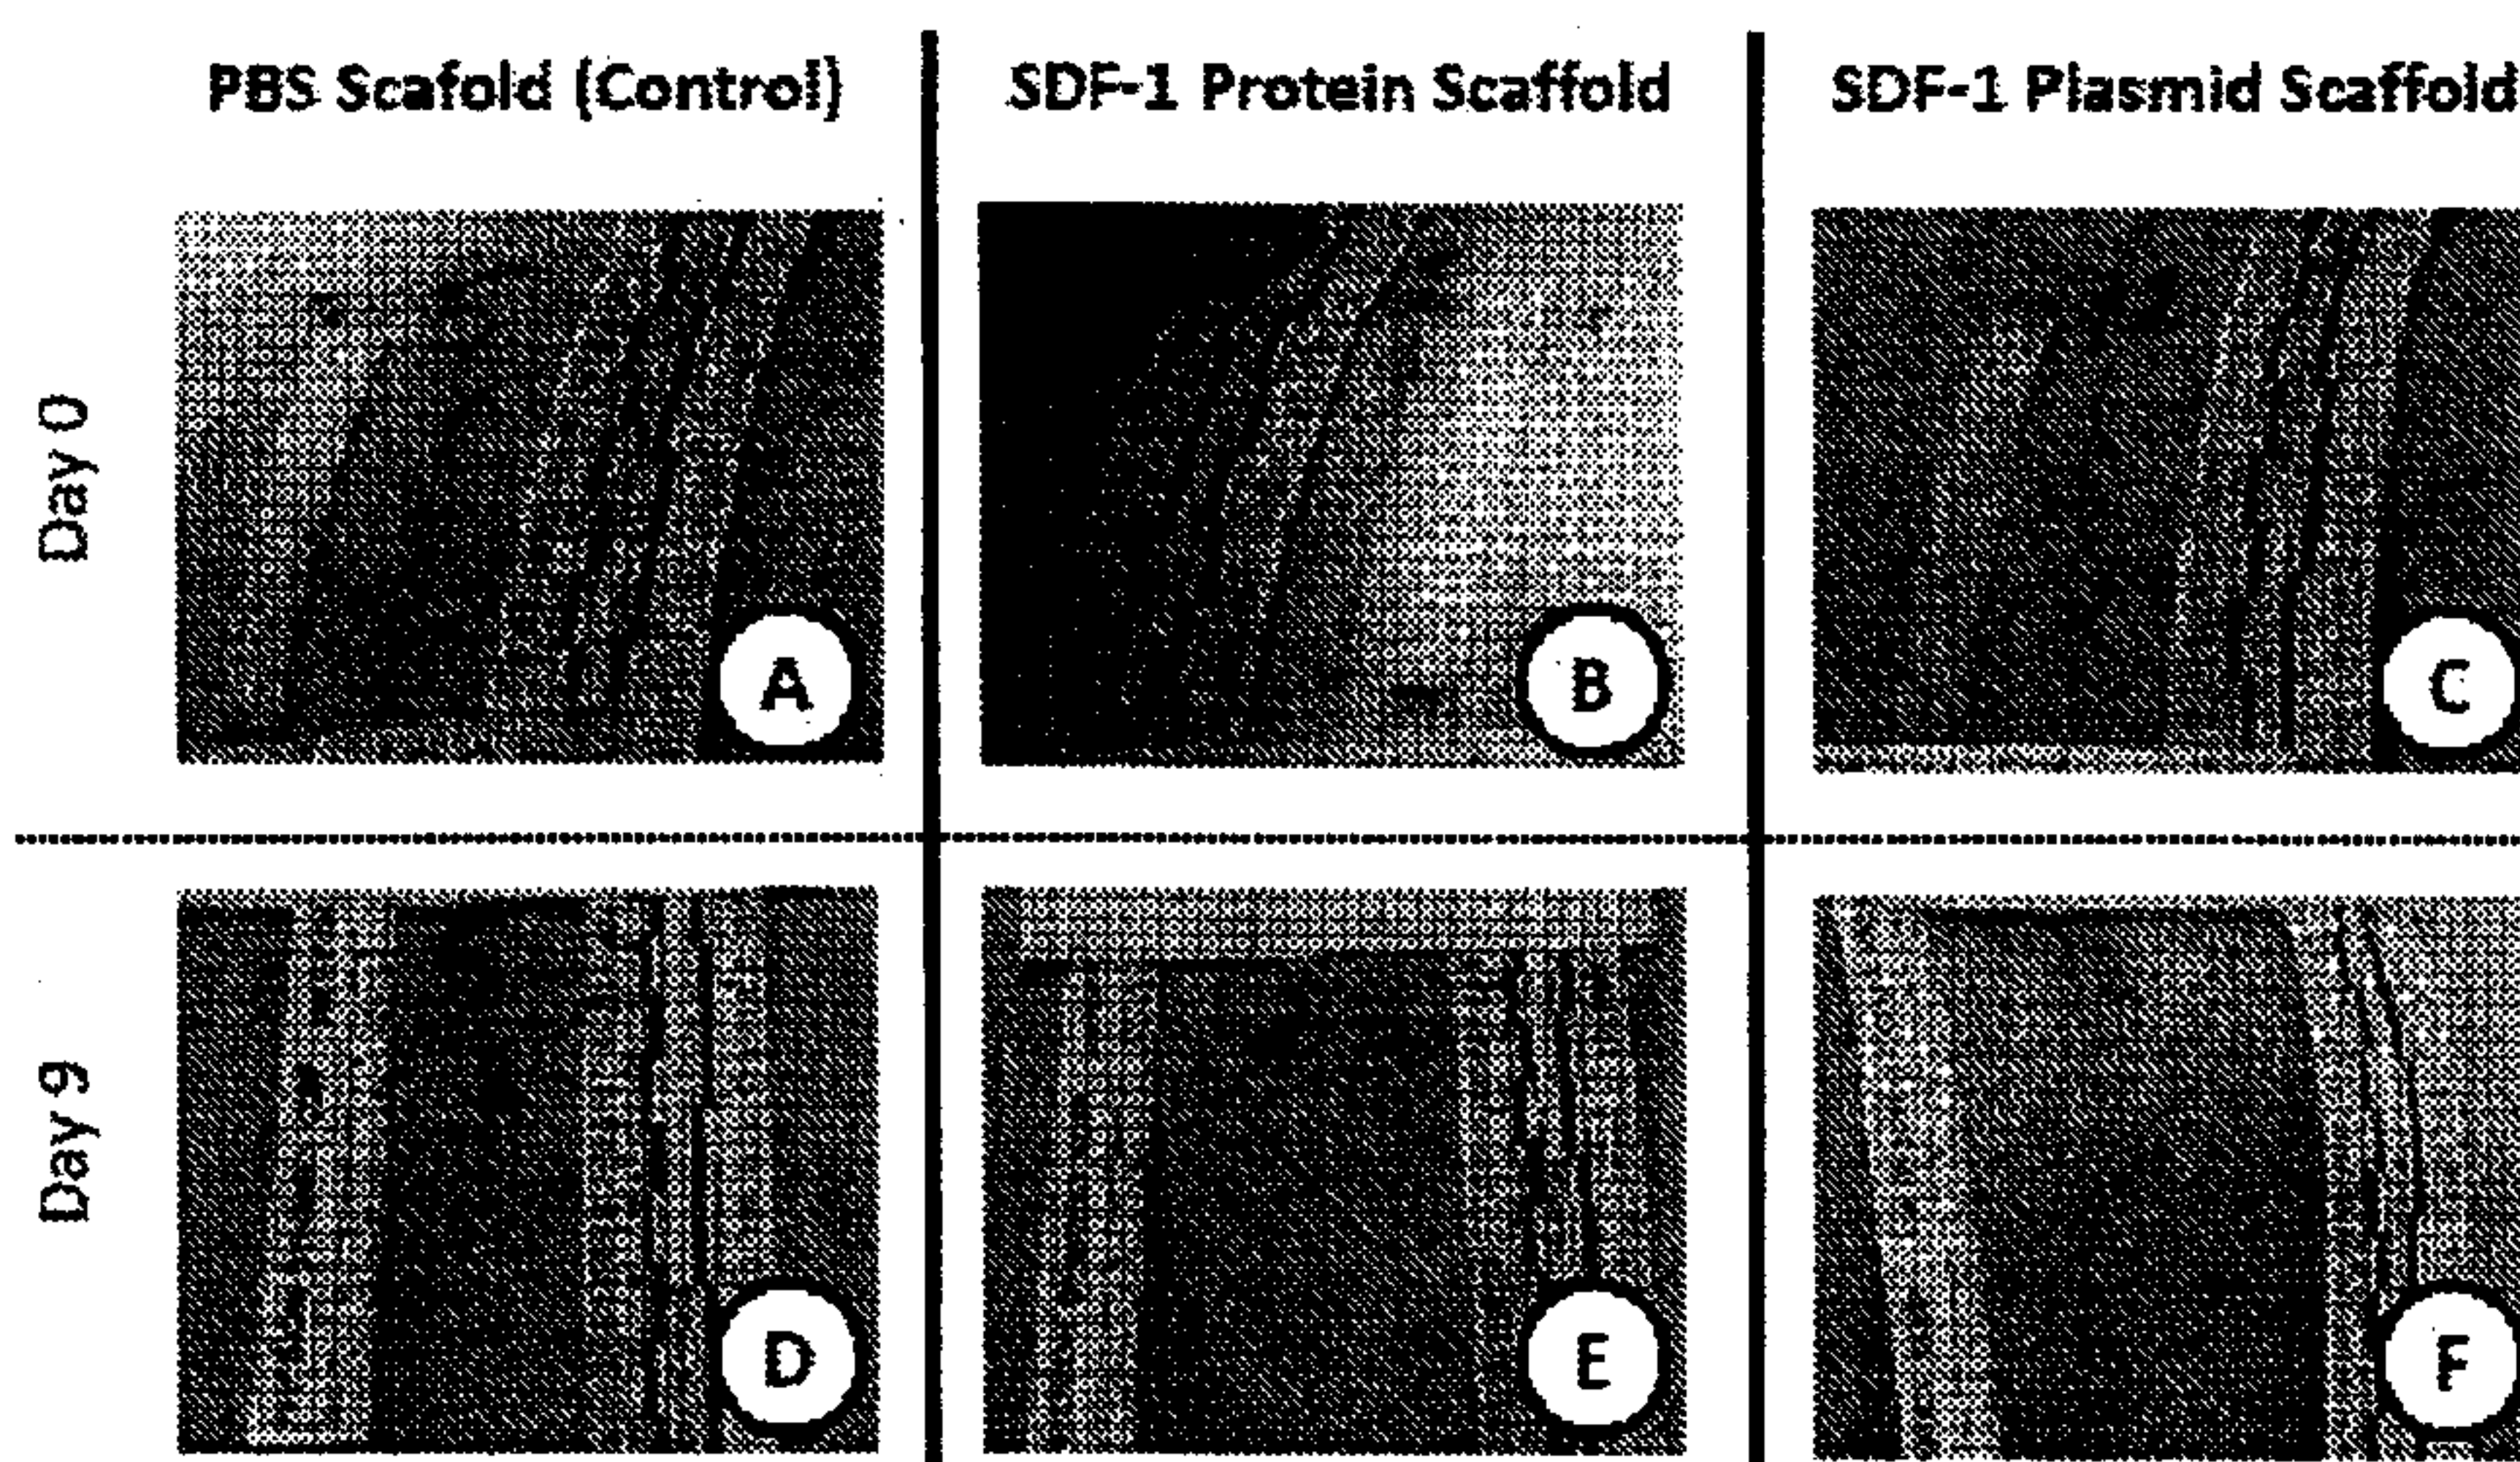 PBS Scafold (Control)
SDF-1 Protein Scaffold
SDF-1 Plasmid Scaffold
Day 0
A
B
C
Day 9
D
E
F